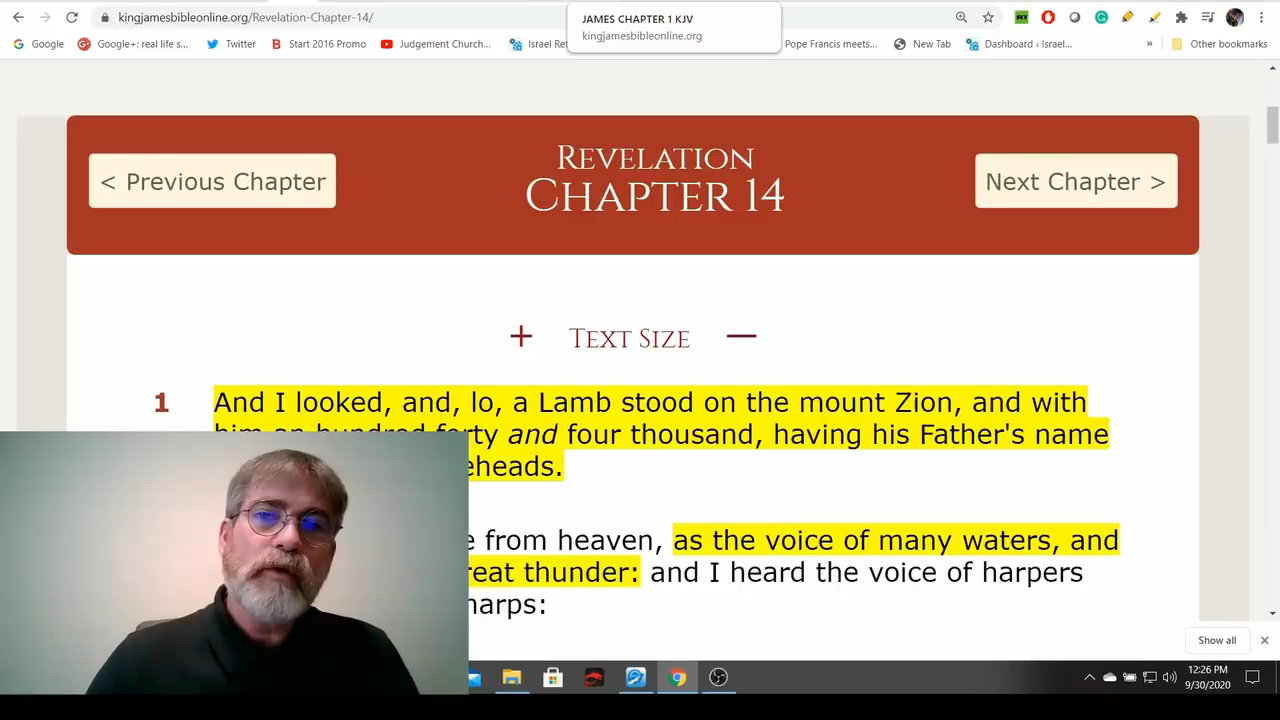 kingjamesbibleonline.org/Revelation-Chapter-14/
JAMES CHAPTER 1 KJV
kingjamesbibleonline.org
RT
Google
Google+: real life s...
Twitter
Start 2016 Promo
Judgement Church...
Israel Re
Pope Francis meets...
New Tab
Dashboard ‹ Israel...
»
Other bookmarks
< Previous Chapter
REVELATION
CHAPTER 14
Next Chapter >
+ TEXT SIZE —
1 And I looked, and, lo, a Lamb stood on the mount Zion, and with
him an hundred forty and four thousand, having his Father's name
eheads.
e from heaven, as the voice of many waters, and
reat thunder: and I heard the voice of harpers
harps:
Show all
12:26 PM
9/30/2020